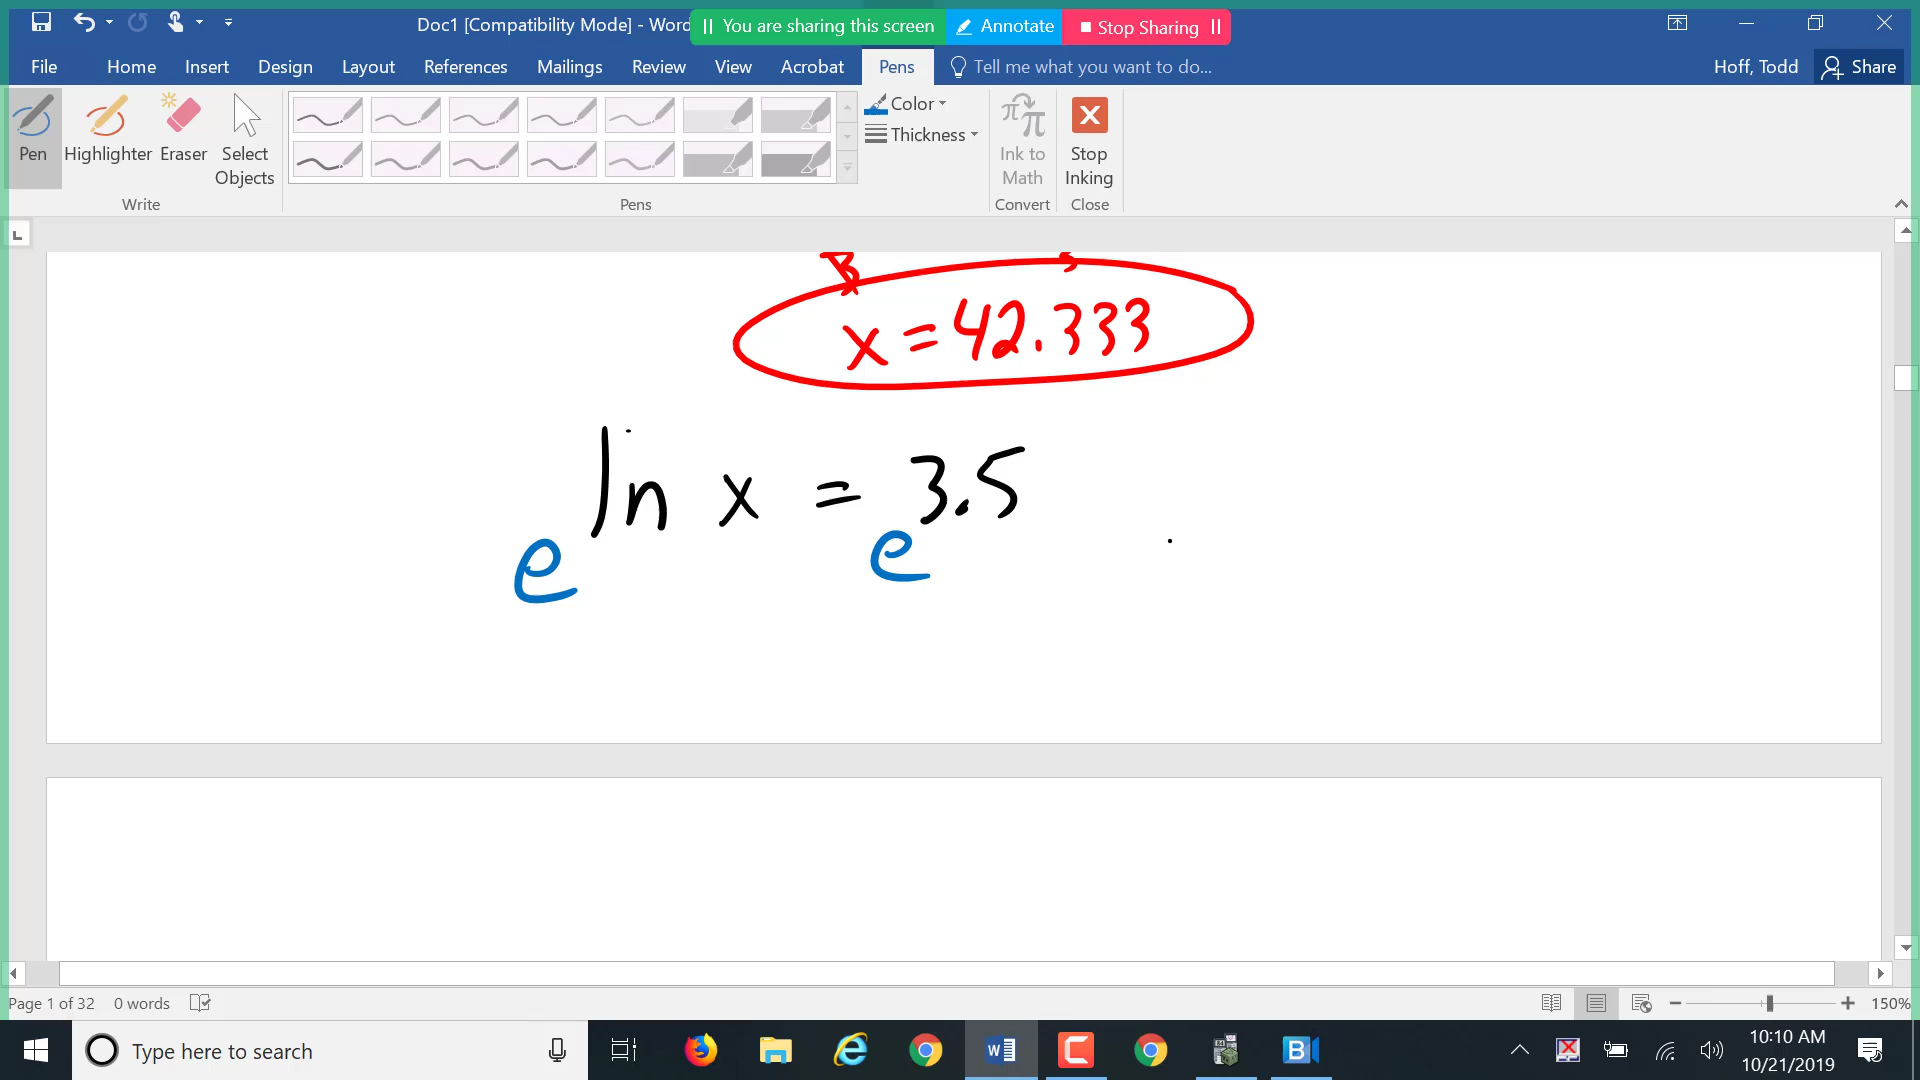 Doc1 [Compatibility Mode] - Word
You are sharing this screen
Annotate
Stop Sharing
File Home Insert Design Layout References Mailings Review View Acrobat Pens Tell me what you want to do... Hoff, Todd Share
Pen Highlighter Eraser Select Objects
Color
Thickness
Ink to Math
Stop Inking
Write Pens Convert Close
x = 42.333
ln x = 3.5
e e
Page 1 of 32 0 words 150%
Type here to search
10:10 AM
10/21/2019